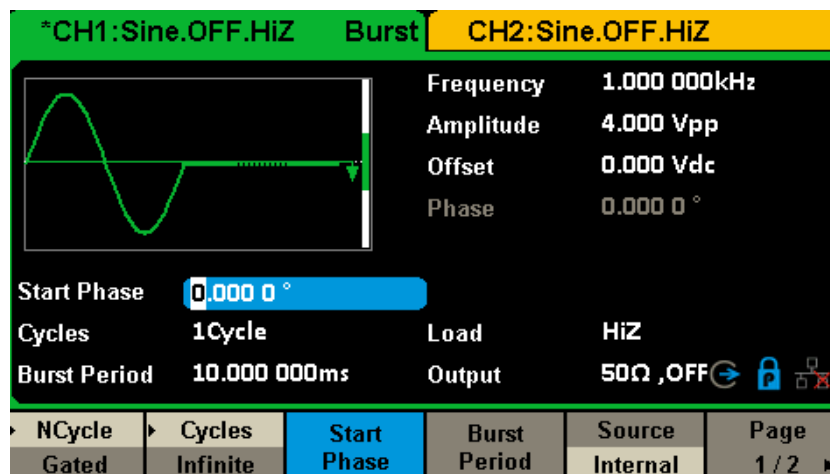 *CH1:Sine.OFF.HiZ Burst CH2:Sine.OFF.HiZ
Frequency 1.000 000kHz
Amplitude 4.000 Vpp
Offset 0.000 Vdc
Phase 0.000 0 °
Start Phase 0.000 0 °
Cycles 1Cycle Load HiZ
Burst Period 10.000 000ms Output 50Ω ,OFF P
NCycle Cycles Start Burst Source Page
Gated Infinite Phase Period Internal 1/2